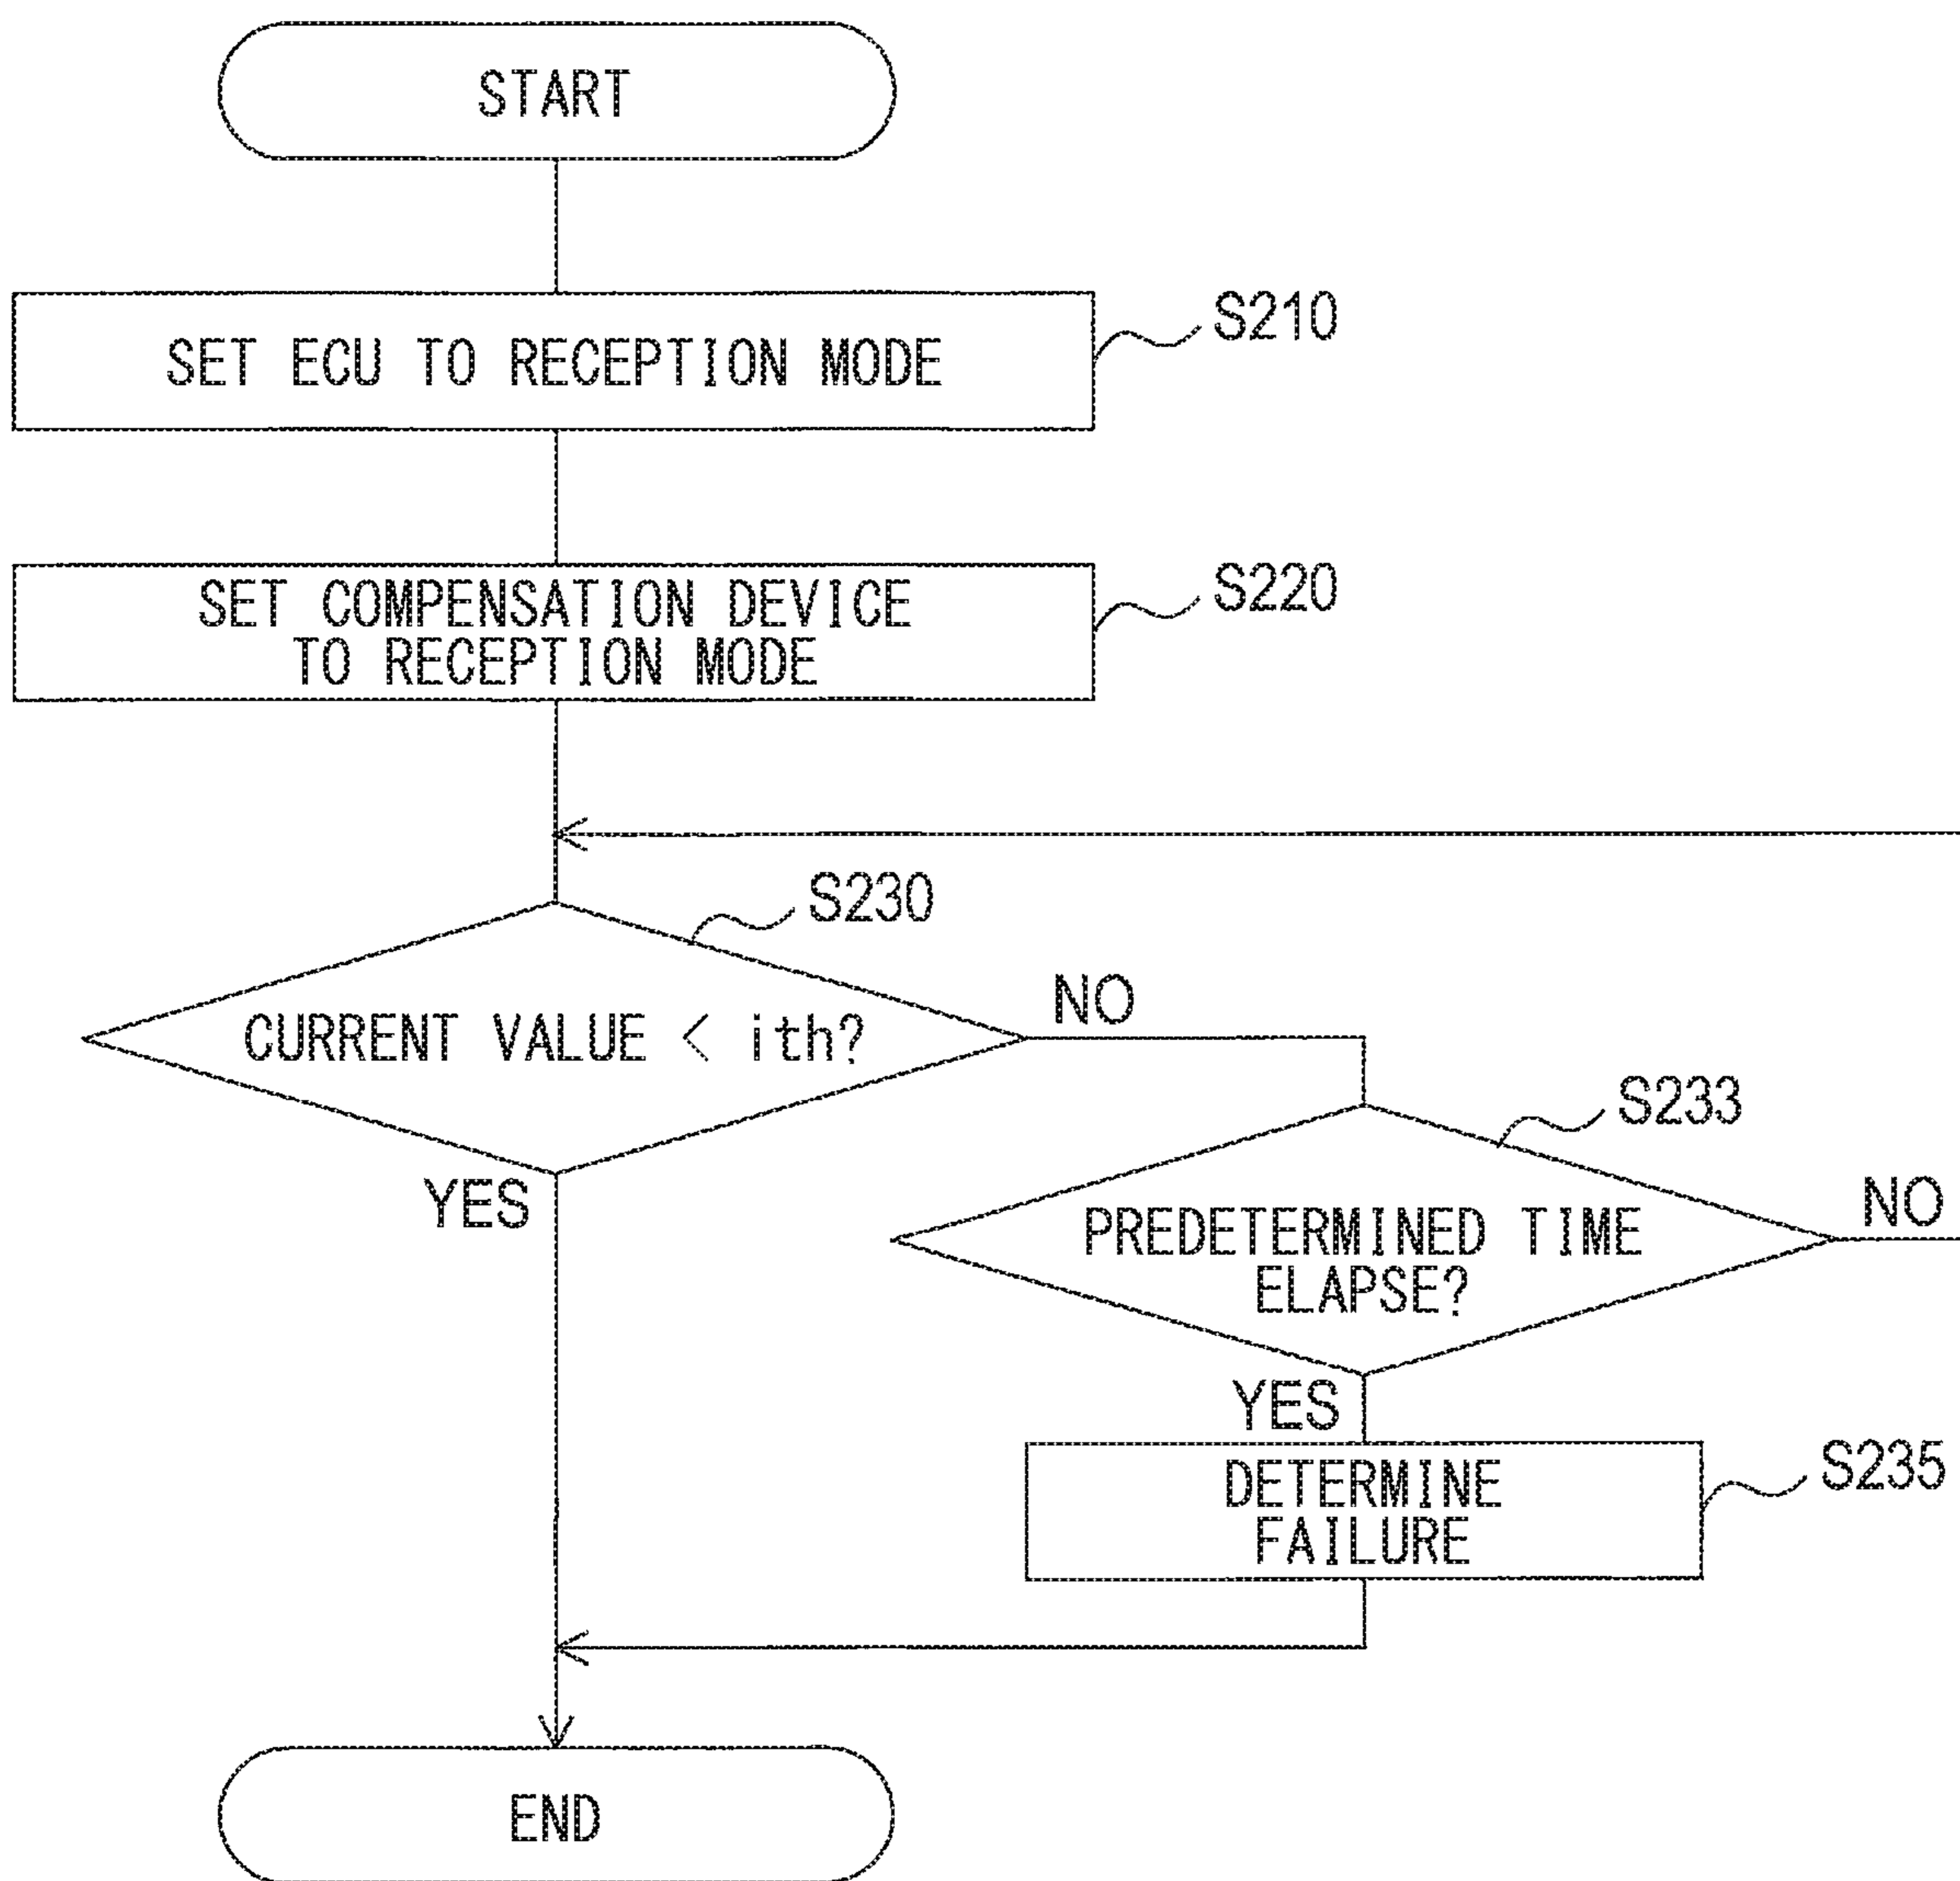 START
SET ECU TO RECEPTION MODE
S210
SET COMPENSATION DEVICE
TO RECEPTION MODE
S220
S230
CURRENT VALUE < ith?
NO
YES
S233
PREDETERMINED TIME
ELAPSE?
NO
YES
DETERMINE
FAILURE
S235
END